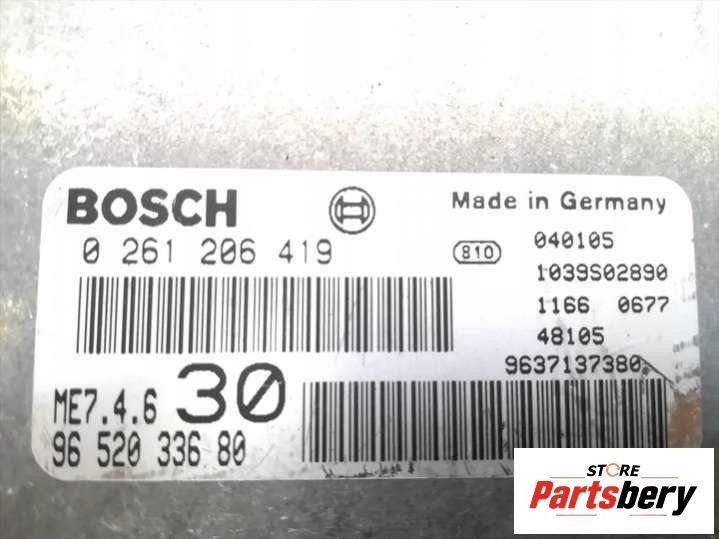 BOSCH
Made in Germany
0 261 206 419
810
040105
1039S02890
1166 0677
48105
9637137380
ME7.4.6 30
96 520 336 80
STORE
Partsbery